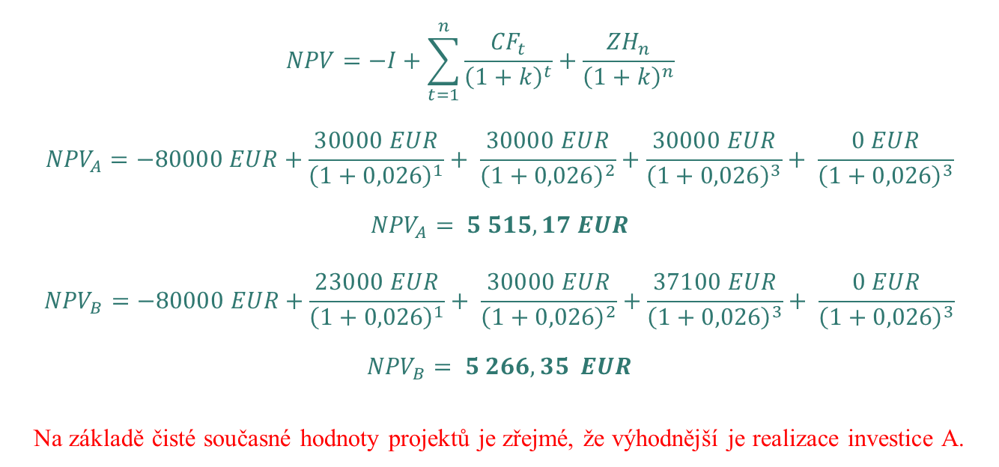 NPV = −I + \sum_{t=1}^{n} \frac{CF_t}{(1 + k)^t} + \frac{ZH_n}{(1 + k)^n}
NPV_A = −80000 EUR + \frac{30000 EUR}{(1 + 0,026)^1} + \frac{30000 EUR}{(1 + 0,026)^2} + \frac{30000 EUR}{(1 + 0,026)^3} + \frac{0 EUR}{(1 + 0,026)^3}
NPV_A = 5 515,17 EUR
NPV_B = −80000 EUR + \frac{23000 EUR}{(1 + 0,026)^1} + \frac{30000 EUR}{(1 + 0,026)^2} + \frac{37100 EUR}{(1 + 0,026)^3} + \frac{0 EUR}{(1 + 0,026)^3}
NPV_B = 5 266,35 EUR
Na základě čisté současné hodnoty projektů je zřejmé, že výhodnější je realizace investice A.